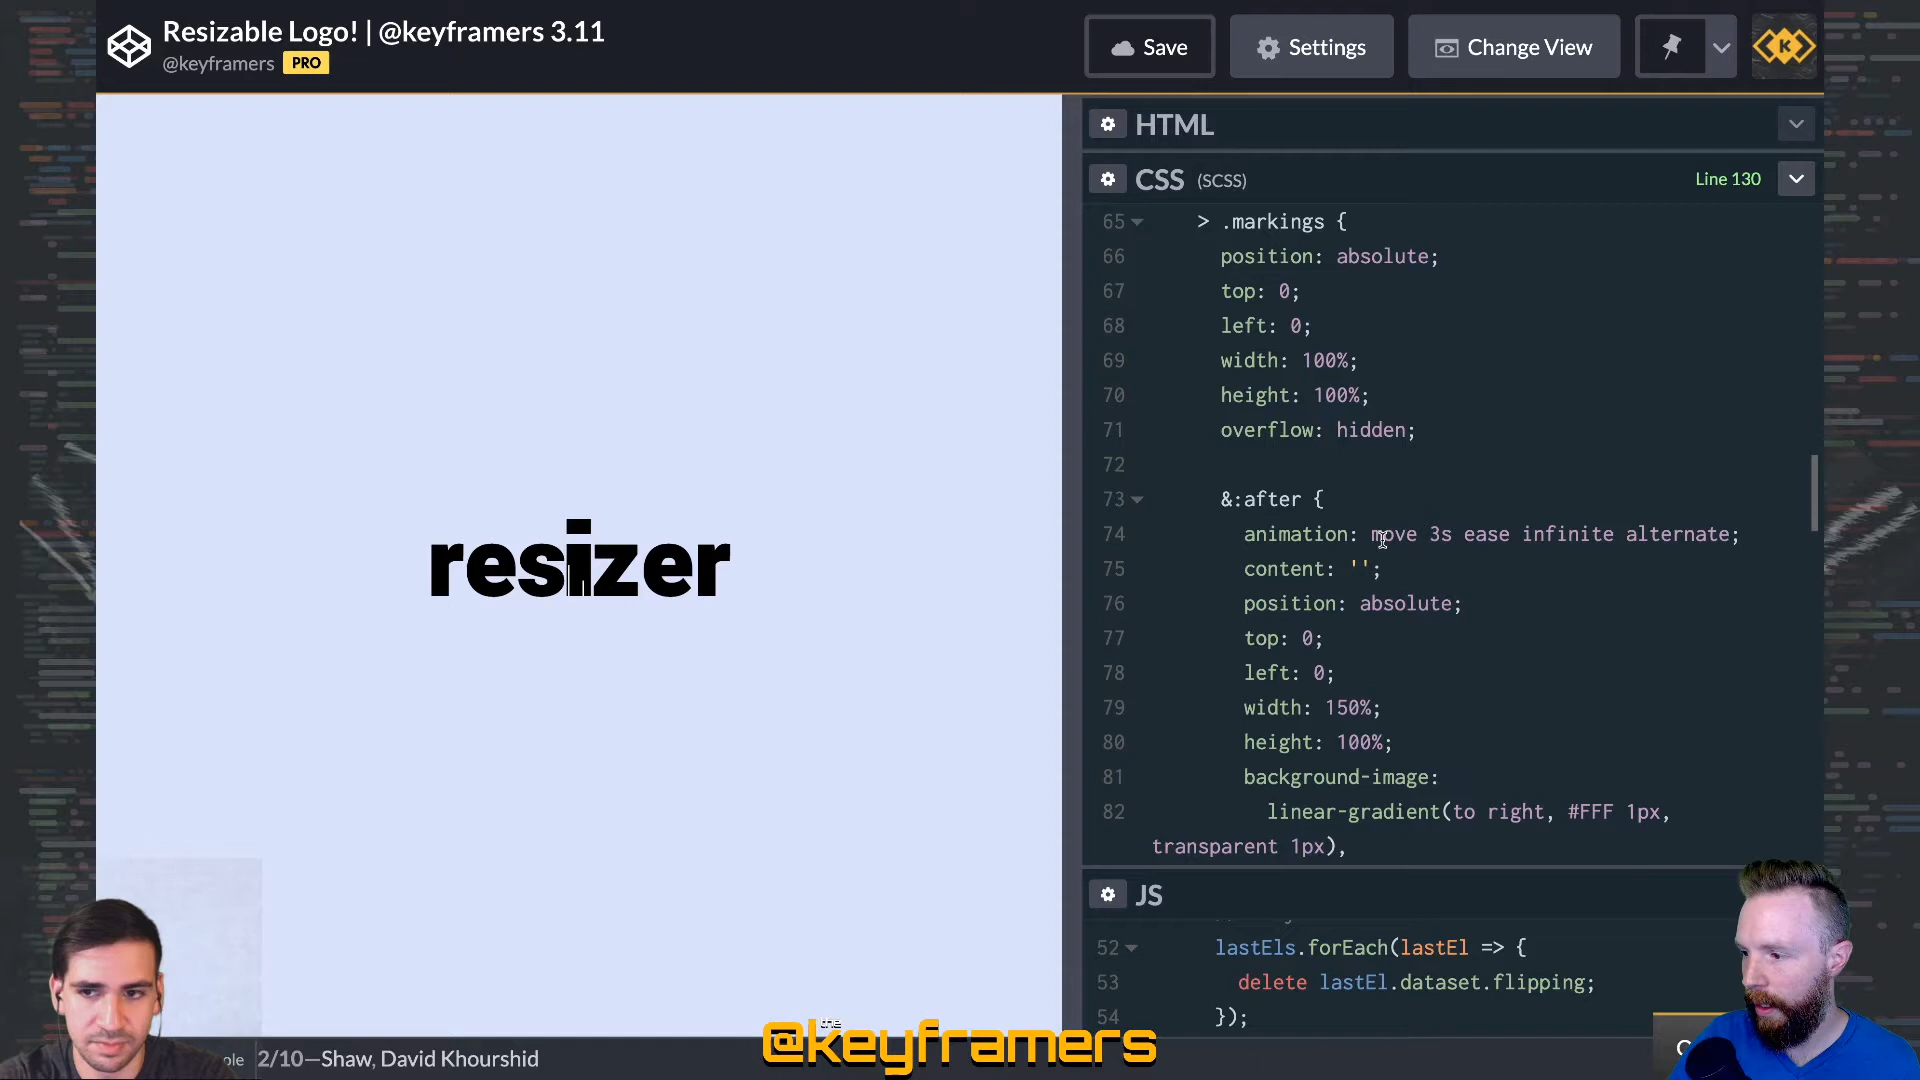 Resizable Logo! | @keyframers 3.11
@keyframers PRO
Save
Settings
Change View
K
resizer
HTML
CSS (SCSS)
Line 130
65 > .markings {
66 position: absolute;
67 top: 0;
68 left: 0;
69 width: 100%;
70 height: 100%;
71 overflow: hidden;
72
73 &:after {
74 animation: move 3s ease infinite alternate;
75 content: '';
76 position: absolute;
77 top: 0;
78 left: 0;
79 width: 150%;
80 height: 100%;
81 background-image:
82 linear-gradient(to right, #FFF 1px,
transparent 1px),
JS
52 lastEls.forEach(lastEl => {
53 delete lastEl.dataset.flipping;
54 });
ole 2/10—Shaw, David Khourshid
the
@keyframers